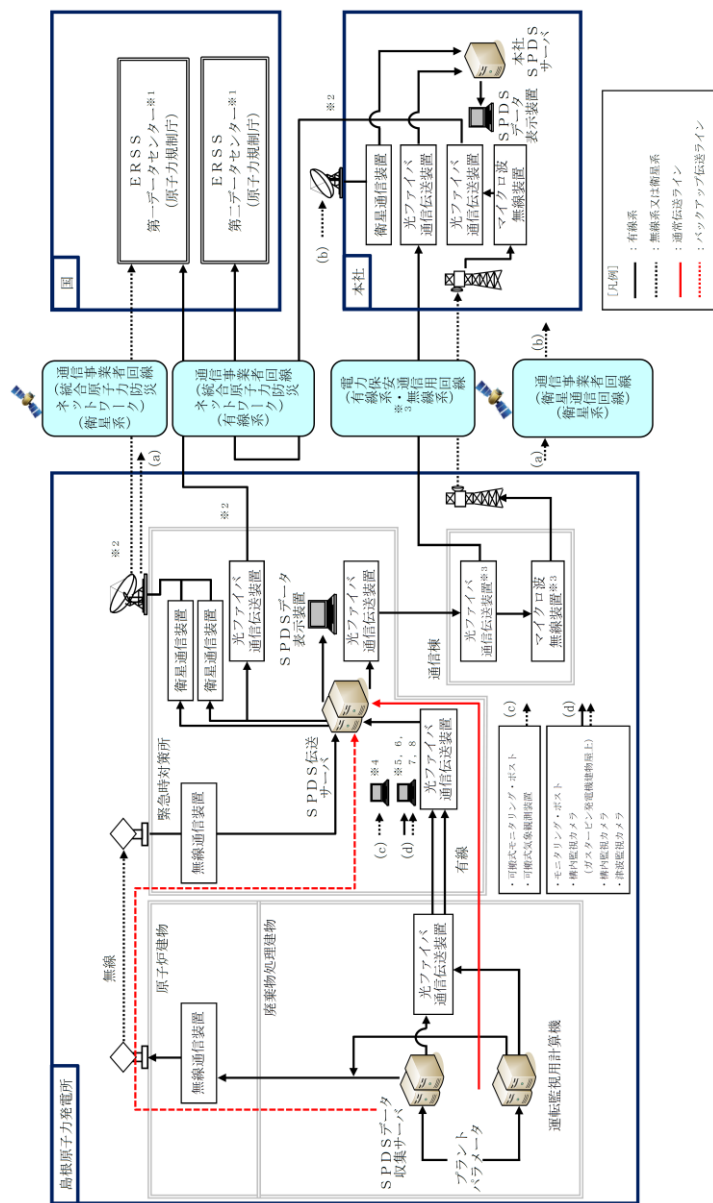 島根原子力発電所
原子炉建物
廃棄物処理建物
無線
無線通信装置
SPDSデータ
収集サーバ
プラント
パラメータ
運転監視用計算機
光ファイバ
通信伝送装置
有線
緊急時対策所
無線通信装置
SPDS伝送
サーバ
(c)
※4
(d)
※5,6,
7,8
光ファイバ
通信伝送装置
衛星通信装置
衛星通信装置
光ファイバ
通信伝送装置
SPDSデータ
表示装置
光ファイバ
通信伝送装置
※2
※2
(a)
通信棟
光ファイバ
通信伝送装置※3
マイクロ波
無線装置※3
・可搬式モニタリング・ポスト
・可搬式気象観測装置
(c)
・モニタリング・ポスト
・構内監視カメラ
(ガスタービン発電機建物屋上)
・構内監視カメラ
・津波監視カメラ
(d)
通信事業者回線
(統合原子力防災
ネットワーク)
(衛星系)
通信事業者回線
(統合原子力防災
ネットワーク)
(有線系)
電力保安通信用回線
(有線系・無線系)
※3
通信事業者回線
(衛星通信回線)
(衛星系)
(a)
(b)
国
ERSS
第一データセンター※1
(原子力規制庁)
ERSS
第二データセンター※1
(原子力規制庁)
※2
本社
(b)
衛星通信装置
光ファイバ
通信伝送装置
光ファイバ
通信伝送装置
マイクロ波
無線装置
本社
SPDS
サーバ
SPDS
データ
表示装置
[凡例]
:有線系
:無線系又は衛星系
:通常伝送ライン
:バックアップ伝送ライン